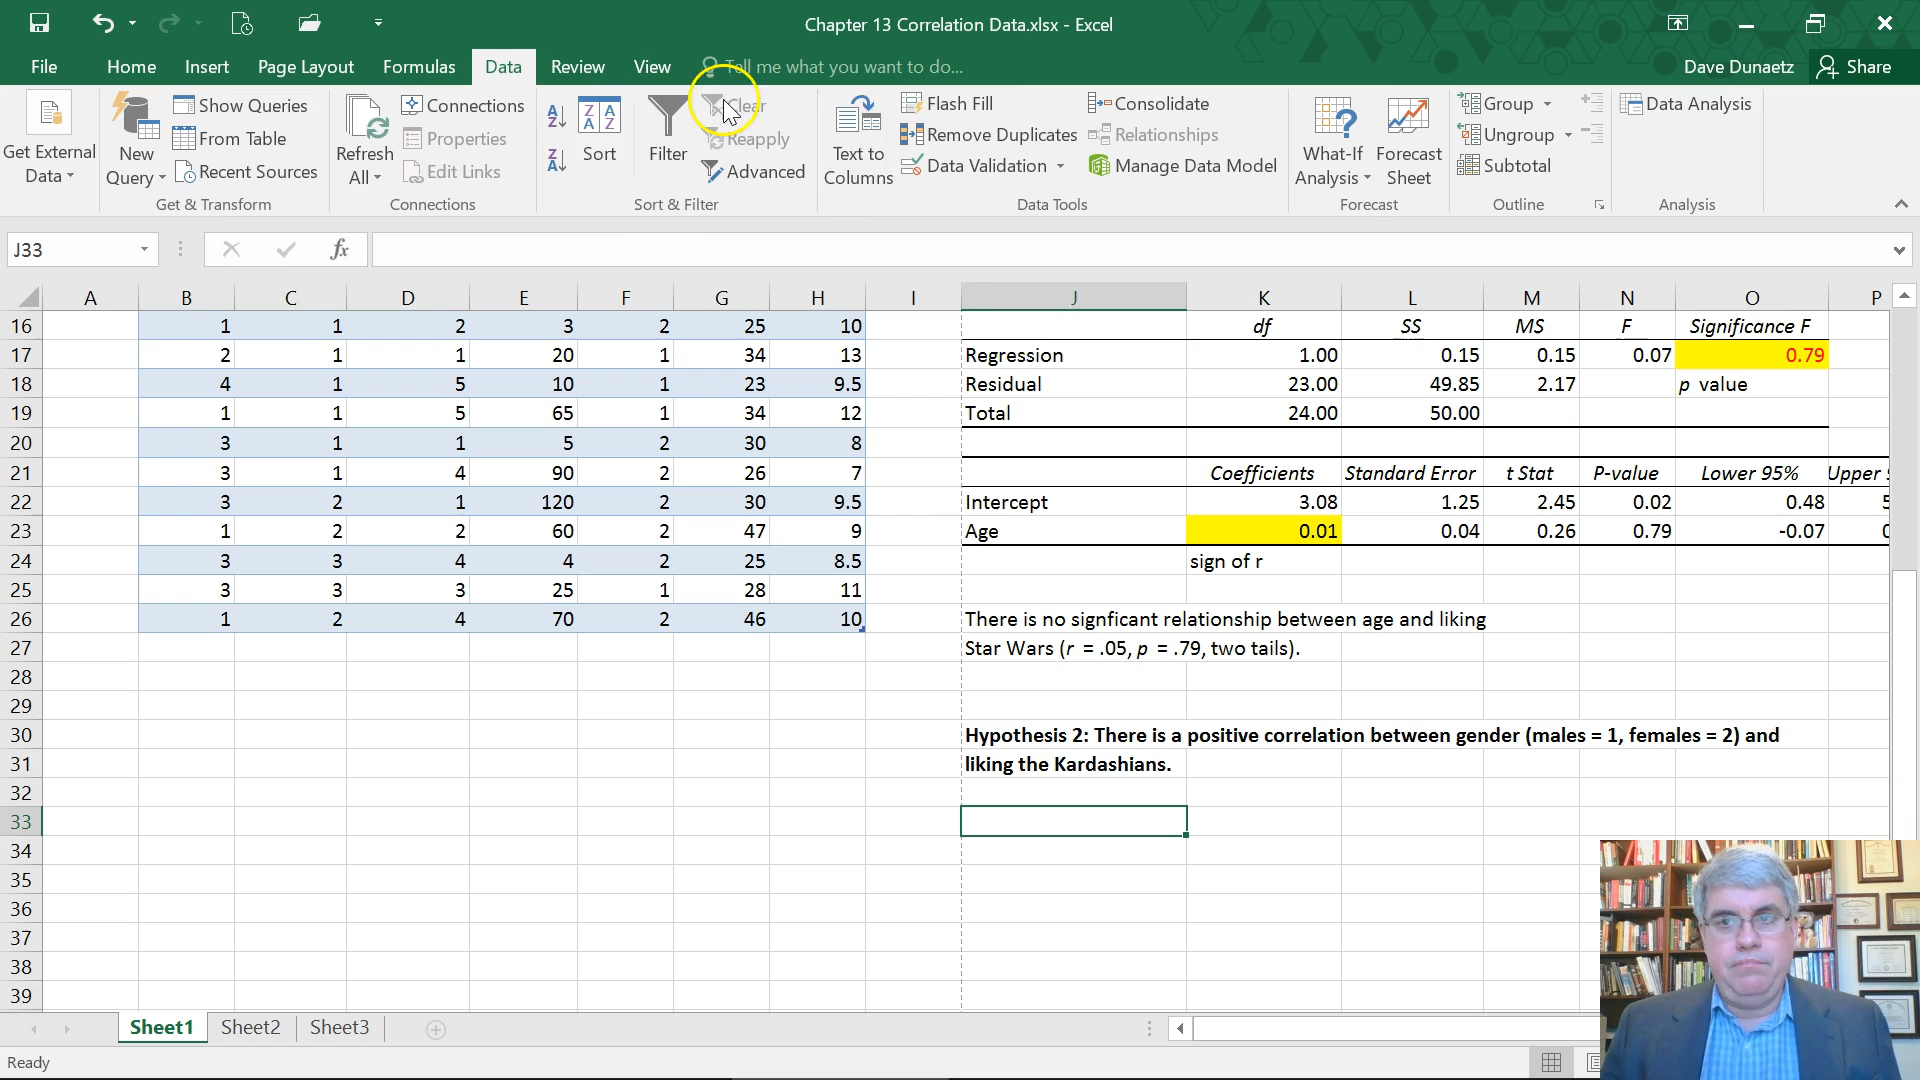 Chapter 13 Correlation Data.xlsx - Excel
File Home Insert Page Layout Formulas Data Review View Tell me what you want to do... Dave Dunaetz Share
Get External Data
New Query
Show Queries
From Table
Recent Sources
Get & Transform
Refresh All
Connections
Properties
Edit Links
Connections
Sort
Filter
Clear
Reapply
Advanced
Sort & Filter
Text to Columns
Flash Fill
Remove Duplicates
Data Validation
Consolidate
Relationships
Manage Data Model
Data Tools
What-If Analysis
Forecast Sheet
Forecast
Group
Ungroup
Subtotal
Outline
Data Analysis
Analysis
J33 fx
A B C D E F G H I J K L M N O P
16 1 1 2 3 2 25 10 df SS MS F Significance F
17 2 1 1 20 1 34 13 Regression 1.00 0.15 0.15 0.07 0.79
18 4 1 5 10 1 23 9.5 Residual 23.00 49.85 2.17 p value
19 1 1 5 65 1 34 12 Total 24.00 50.00
20 3 1 1 5 2 30 8
21 3 1 4 90 2 26 7 Coefficients Standard Error t Stat P-value Lower 95% Upper
22 3 2 1 120 2 30 9.5 Intercept 3.08 1.25 2.45 0.02 0.48 5
23 1 2 2 60 2 47 9 Age 0.01 0.04 0.26 0.79 -0.07
24 3 3 4 4 2 25 8.5 sign of r
25 3 3 3 25 1 28 11
26 1 2 4 70 2 46 10 There is no signficant relationship between age and liking
27 Star Wars (r = .05, p = .79, two tails).
28
29
30 Hypothesis 2: There is a positive correlation between gender (males = 1, females = 2) and
31 liking the Kardashians.
32
33
34
35
36
37
38
39
Sheet1 Sheet2 Sheet3
Ready